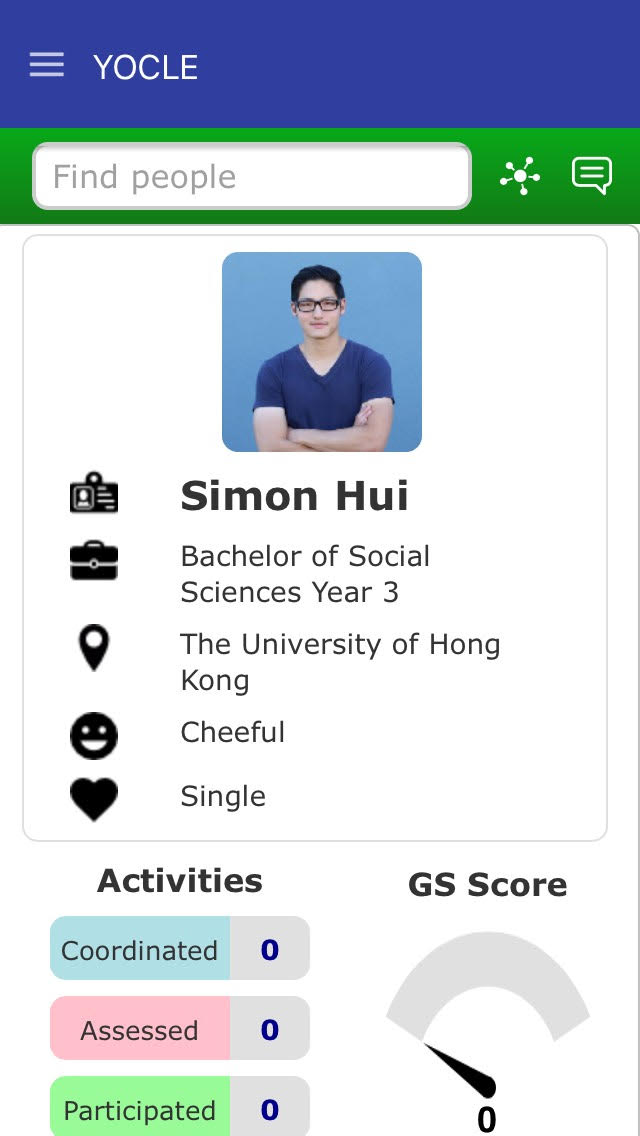 YOCLE
Find people
Simon Hui
Bachelor of Social
Sciences Year 3
The University of Hong
Kong
Cheeful
Single
Activities
GS Score
Coordinated 0
Assessed 0
Participated 0
0